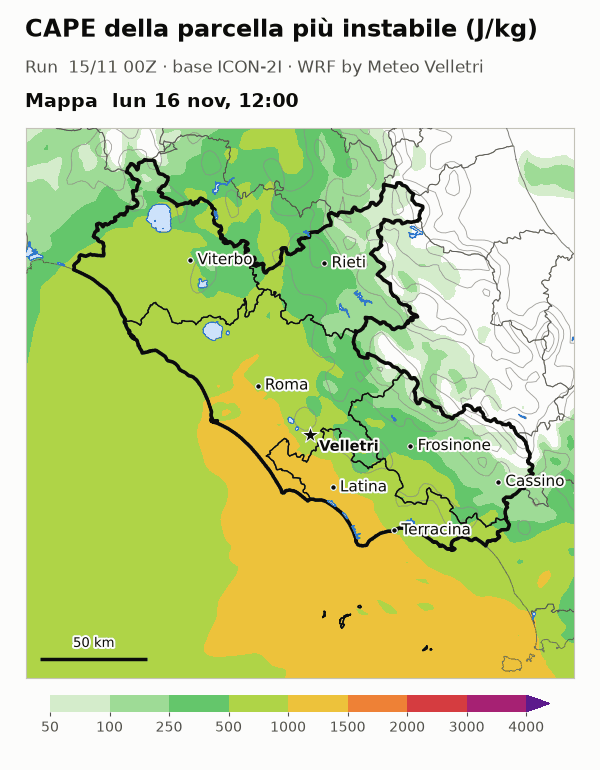 CAPE della parcella più instabile (J/kg)
Run  15/11 00Z · base ICON-2I · WRF by Meteo Velletri
Mappa  lun 16 nov, 12:00
Viterbo
Rieti
Roma
Velletri
Frosinone
Latina
Cassino
Terracina
50 km
50 100 250 500 1000 1500 2000 3000 4000